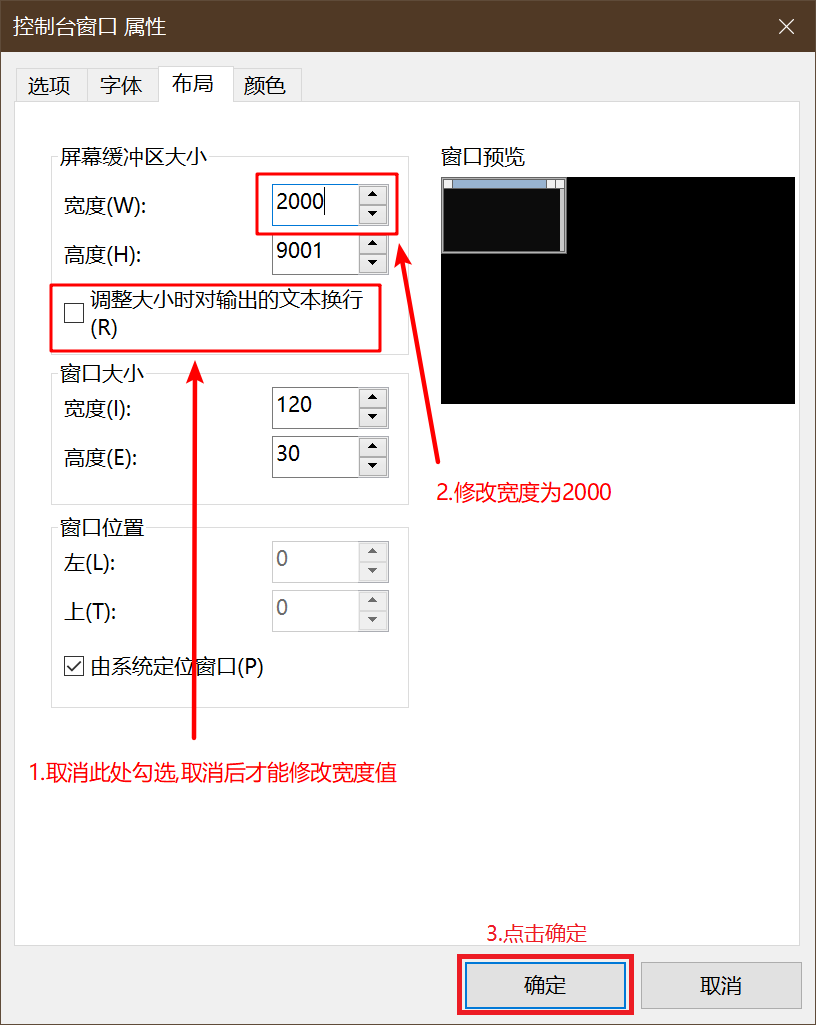 控制台窗口 属性
选项 字体 布局 颜色
屏幕缓冲区大小
宽度(W):
2000
高度(H):
9001
调整大小时对输出的文本换行
(R)
窗口大小
宽度(I):
120
高度(E):
30
窗口位置
左(L):
0
上(T):
0
由系统定位窗口(P)
窗口预览
2.修改宽度为2000
1.取消此处勾选,取消后才能修改宽度值
3.点击确定
确定
取消